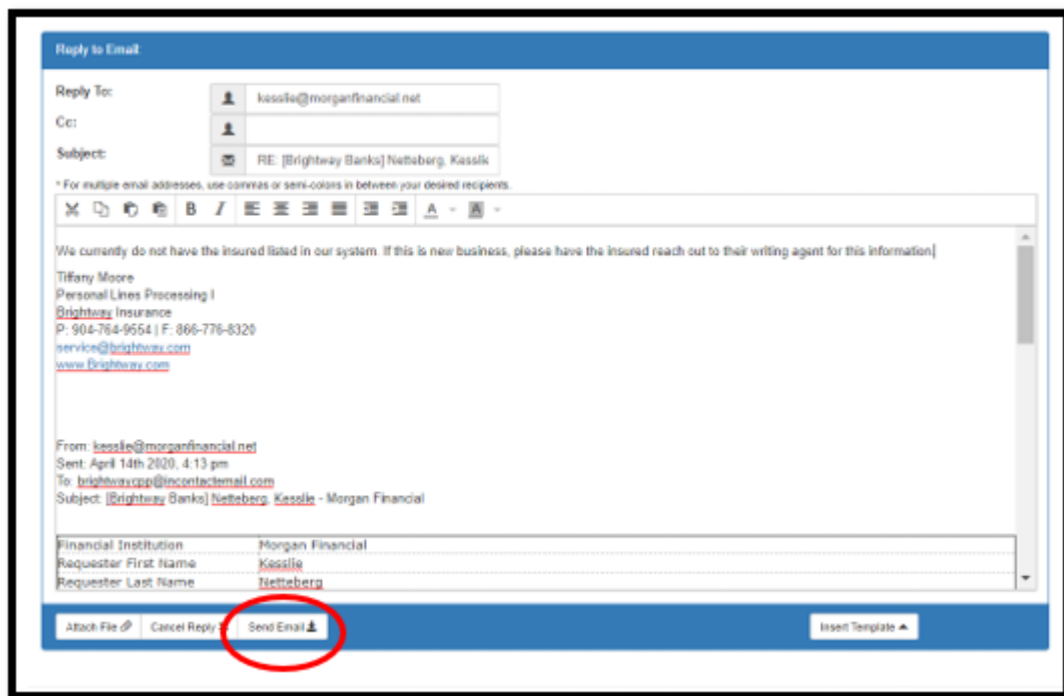 Reply to Email:
Reply To:
kesslie@morganfinancial.net
Cc:
Subject:
RE: [Brightway Banks] Netteberg, Kesslie
* For multiple email addresses, use commas or semi-colons in between your desired recipients.
B I A A
We currently do not have the insured listed in our system. If this is new business, please have the insured reach out to their writing agent for this information
Tiffany Moore
Personal Lines Processing I
Brightway Insurance
P: 904-764-9554 | F: 866-776-8320
service@brightway.com
www.Brightway.com
From: kesslie@morganfinancial.net
Sent: April 14th 2020, 4:13 pm
To: brightwaycpp@incontactemail.com
Subject: [Brightway Banks] Netteberg, Kesslie - Morgan Financial
Financial Institution Morgan Financial
Requester First Name Kesslie
Requester Last Name Netteberg
Attach File Cancel Reply Send Email Insert Template